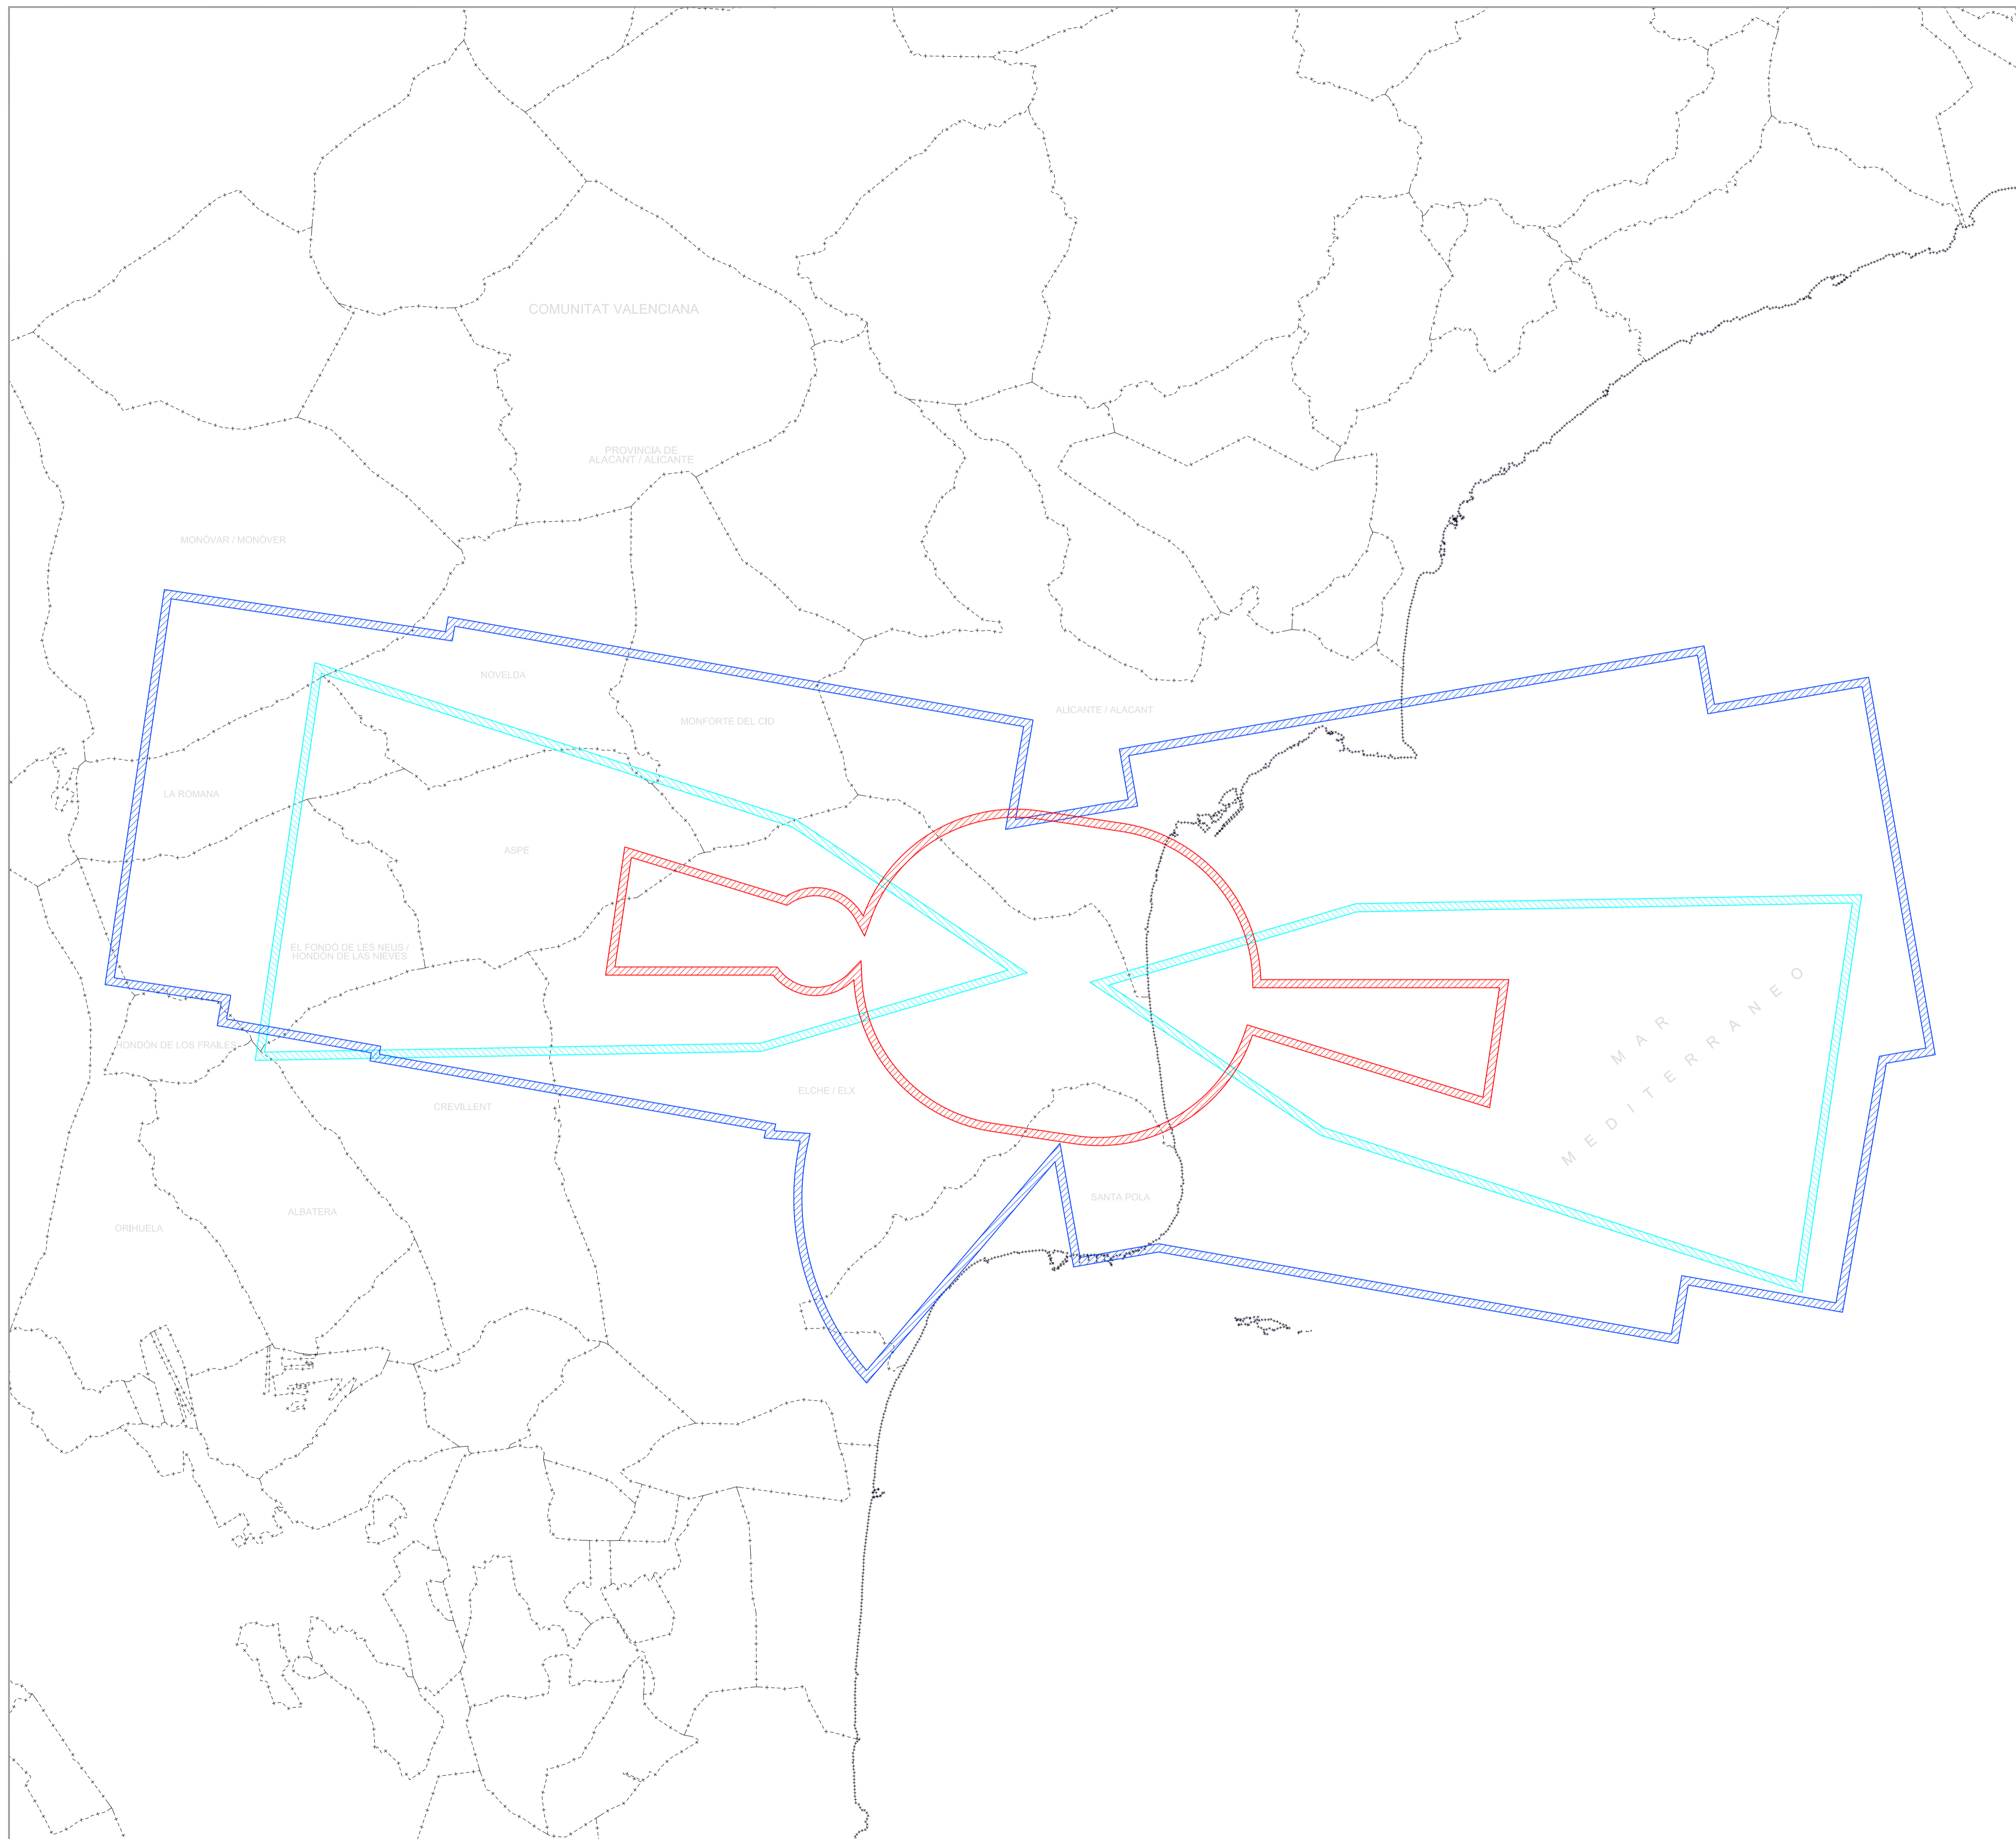 COMUNITAT VALENCIANA
PROVINCIA DE
ALACANT / ALICANTE
MONÓVAR / MONÒVER
NOVELDA
MONFORTE DEL CID
ALICANTE / ALACANT
LA ROMANA
ASPE
EL FONDÓ DE LES NEUS /
HONDÓN DE LAS NIEVES
HONDÓN DE LOS FRAILES
CREVILLENT
ELCHE / ELX
MAR
MEDITERRANEO
SANTA POLA
ALBATERA
ORIHUELA